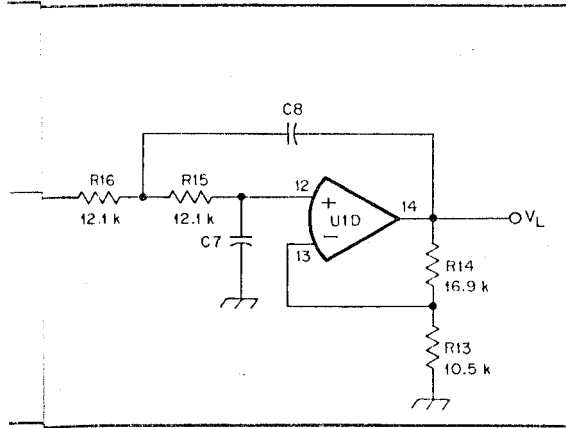 C8
R16
12.1 k
R15
12.1 k
C7
12
+
U1D
−
13
14
VL
R14
16.9 k
R13
10.5 k